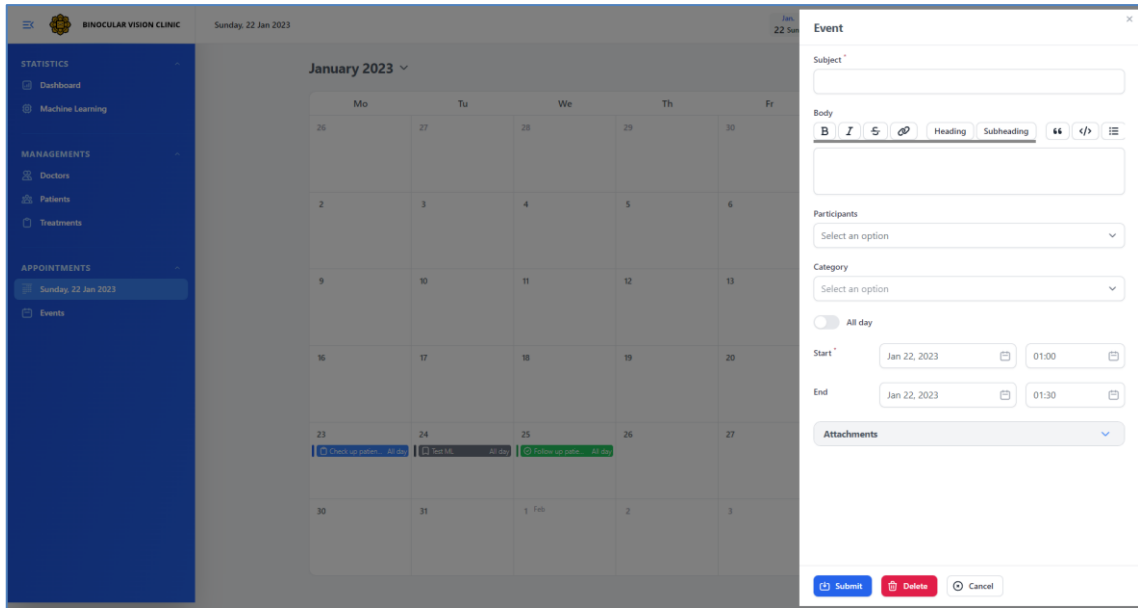 BINOCULAR VISION CLINIC
Sunday, 22 Jan 2023
Jan.
22 Sun
STATISTICS
Dashboard
Machine Learning
MANAGEMENTS
Doctors
Patients
Treatments
APPOINTMENTS
Sunday, 22 Jan 2023
Events
January 2023
Mo Tu We Th Fr
26 27 28 29 30
2 3 4 5 6
9 10 11 12 13
16 17 18 19 20
23 24 25 26 27
Check up patien... All day Test ML All day Follow up patie... All day
30 31 1 Feb 2 3
Event
Subject *
Body
B I S Heading Subheading “ </>
Participants
Select an option
Category
Select an option
All day
Start * Jan 22, 2023 01:00
End Jan 22, 2023 01:30
Attachments
Submit Delete Cancel